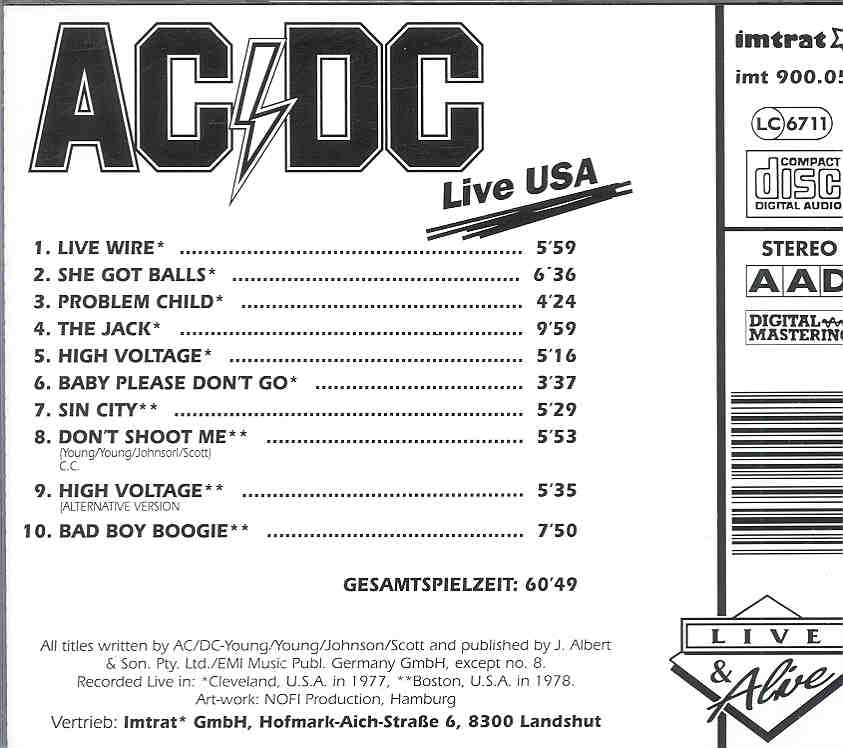 AC/DC
Live USA
1. LIVE WIRE* ........ 5'59
2. SHE GOT BALLS* ........ 6'36
3. PROBLEM CHILD* ........ 4'24
4. THE JACK* ........ 9'59
5. HIGH VOLTAGE* ........ 5'16
6. BABY PLEASE DON'T GO* ........ 3'37
7. SIN CITY** ........ 5'29
8. DON'T SHOOT ME** ........ 5'53
(Young/Young/Johnson/Scott)
C.C.
9. HIGH VOLTAGE** ........ 5'35
(ALTERNATIVE VERSION
10. BAD BOY BOOGIE** ........ 7'50
GESAMTSPIELZEIT: 60'49
All titles written by AC/DC-Young/Young/Johnson/Scott and published by J. Albert
& Son. Pty. Ltd./EMI Music Publ. Germany GmbH, except no. 8.
Recorded Live in: *Cleveland, U.S.A. in 1977, **Boston, U.S.A. in 1978.
Art-work: NOFI Production, Hamburg
Vertrieb: Imtrat* GmbH, Hofmark-Aich-Straße 6, 8300 Landshut
imtrat
imt 900.05
LC 6711
COMPACT
disc
DIGITAL AUDIO
STEREO
AAD
DIGITAL
MASTERING
LIVE
& Alive